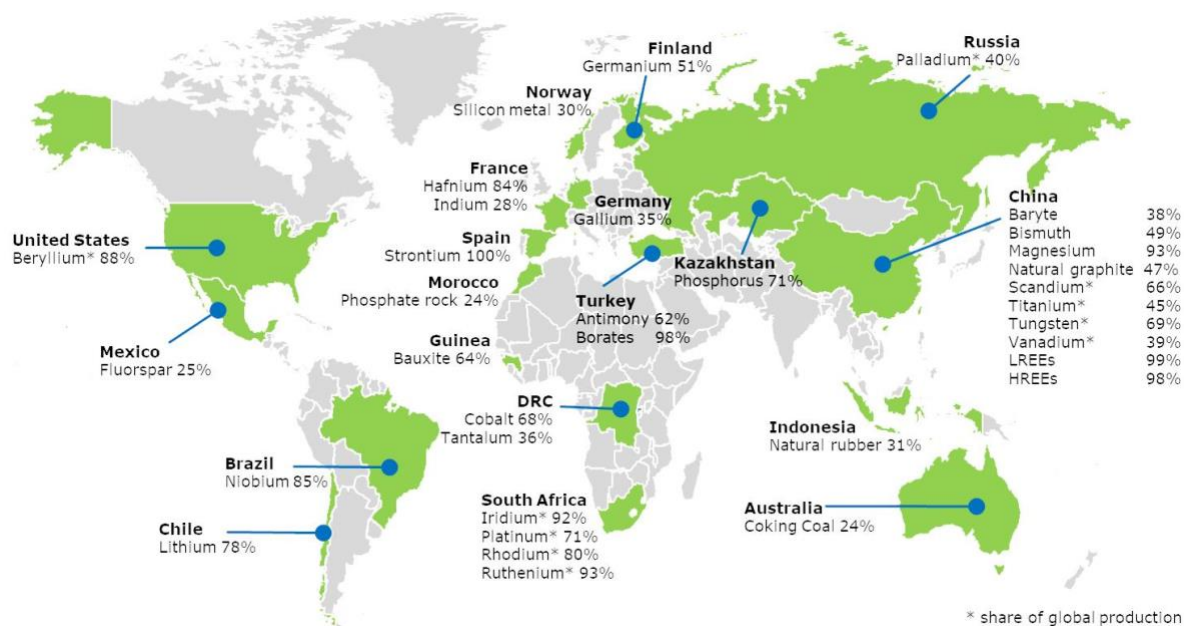 Finland
Germanium 51%
Russia
Palladium* 40%
Norway
Silicon metal 30%
France
Hafnium 84%
Indium 28%
Germany
Gallium 35%
China
Baryte 38%
Bismuth 49%
Magnesium 93%
Natural graphite 47%
Scandium* 66%
Titanium* 45%
Tungsten* 69%
Vanadium* 39%
LREEs 99%
HREEs 98%
United States
Beryllium* 88%
Spain
Strontium 100%
Kazakhstan
Phosphorus 71%
Morocco
Phosphate rock 24%
Turkey
Antimony 62%
Borates 98%
Mexico
Fluorspar 25%
Guinea
Bauxite 64%
DRC
Cobalt 68%
Tantalum 36%
Indonesia
Natural rubber 31%
Brazil
Niobium 85%
South Africa
Iridium* 92%
Platinum* 71%
Rhodium* 80%
Ruthenium* 93%
Australia
Coking Coal 24%
Chile
Lithium 78%
* share of global production